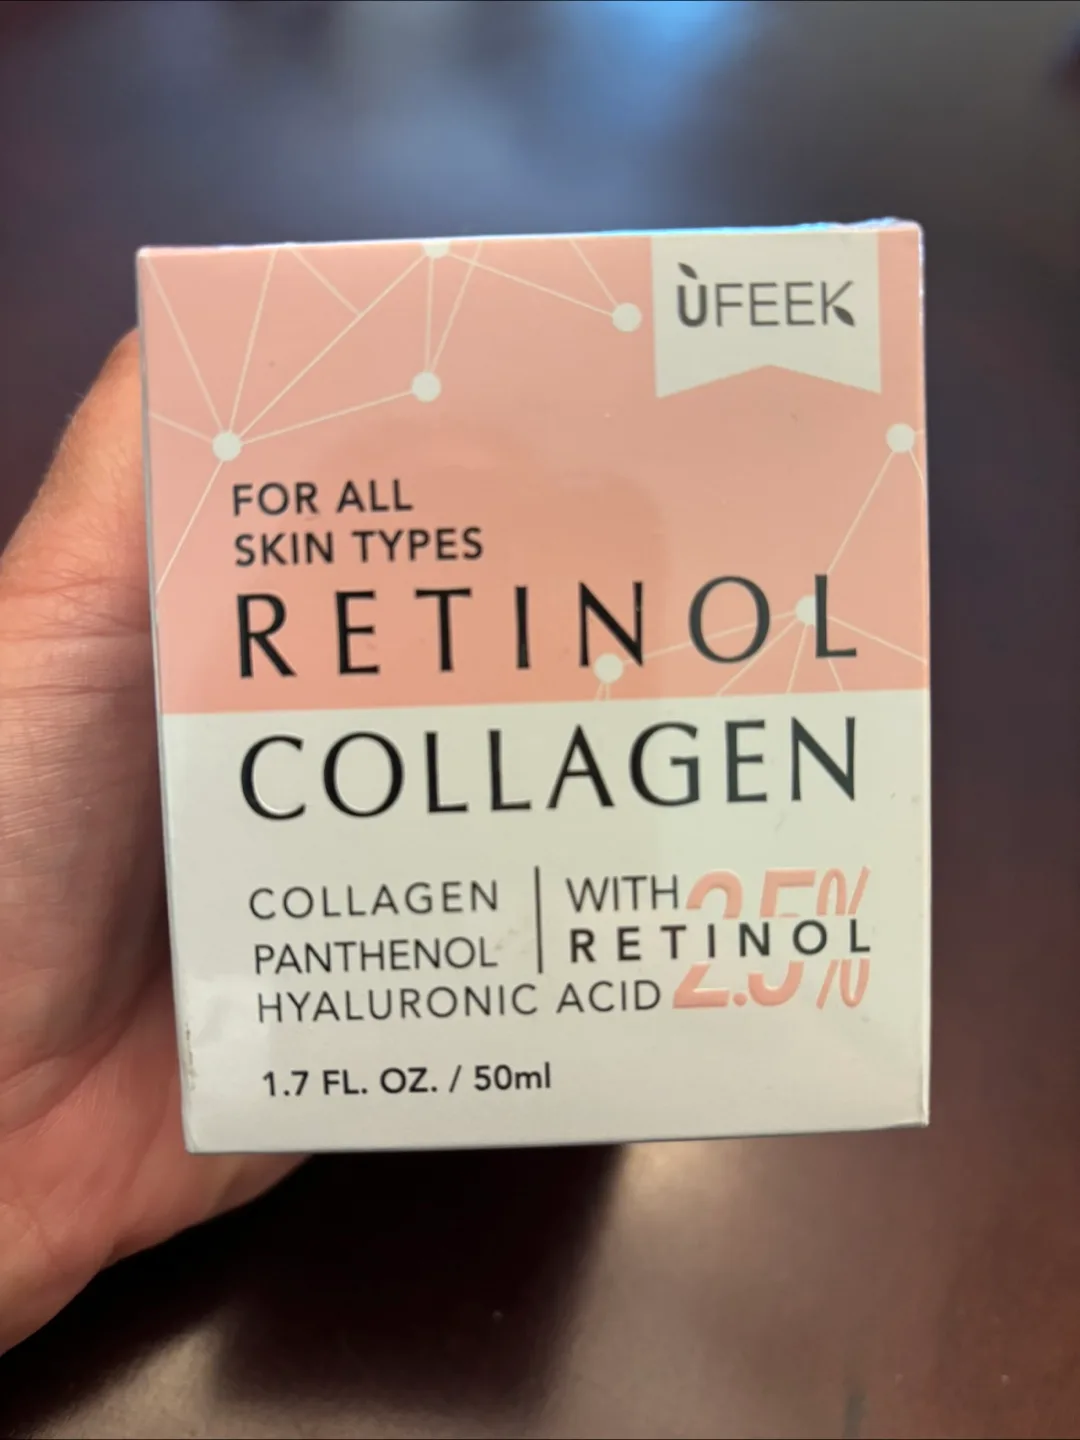 ÙFEEK
FOR ALL
SKIN TYPES
RETINOL
COLLAGEN
COLLAGEN
PANTHENOL
HYALURONIC ACID
WITH 2.5%
RETINOL
1.7 FL. OZ. / 50ml